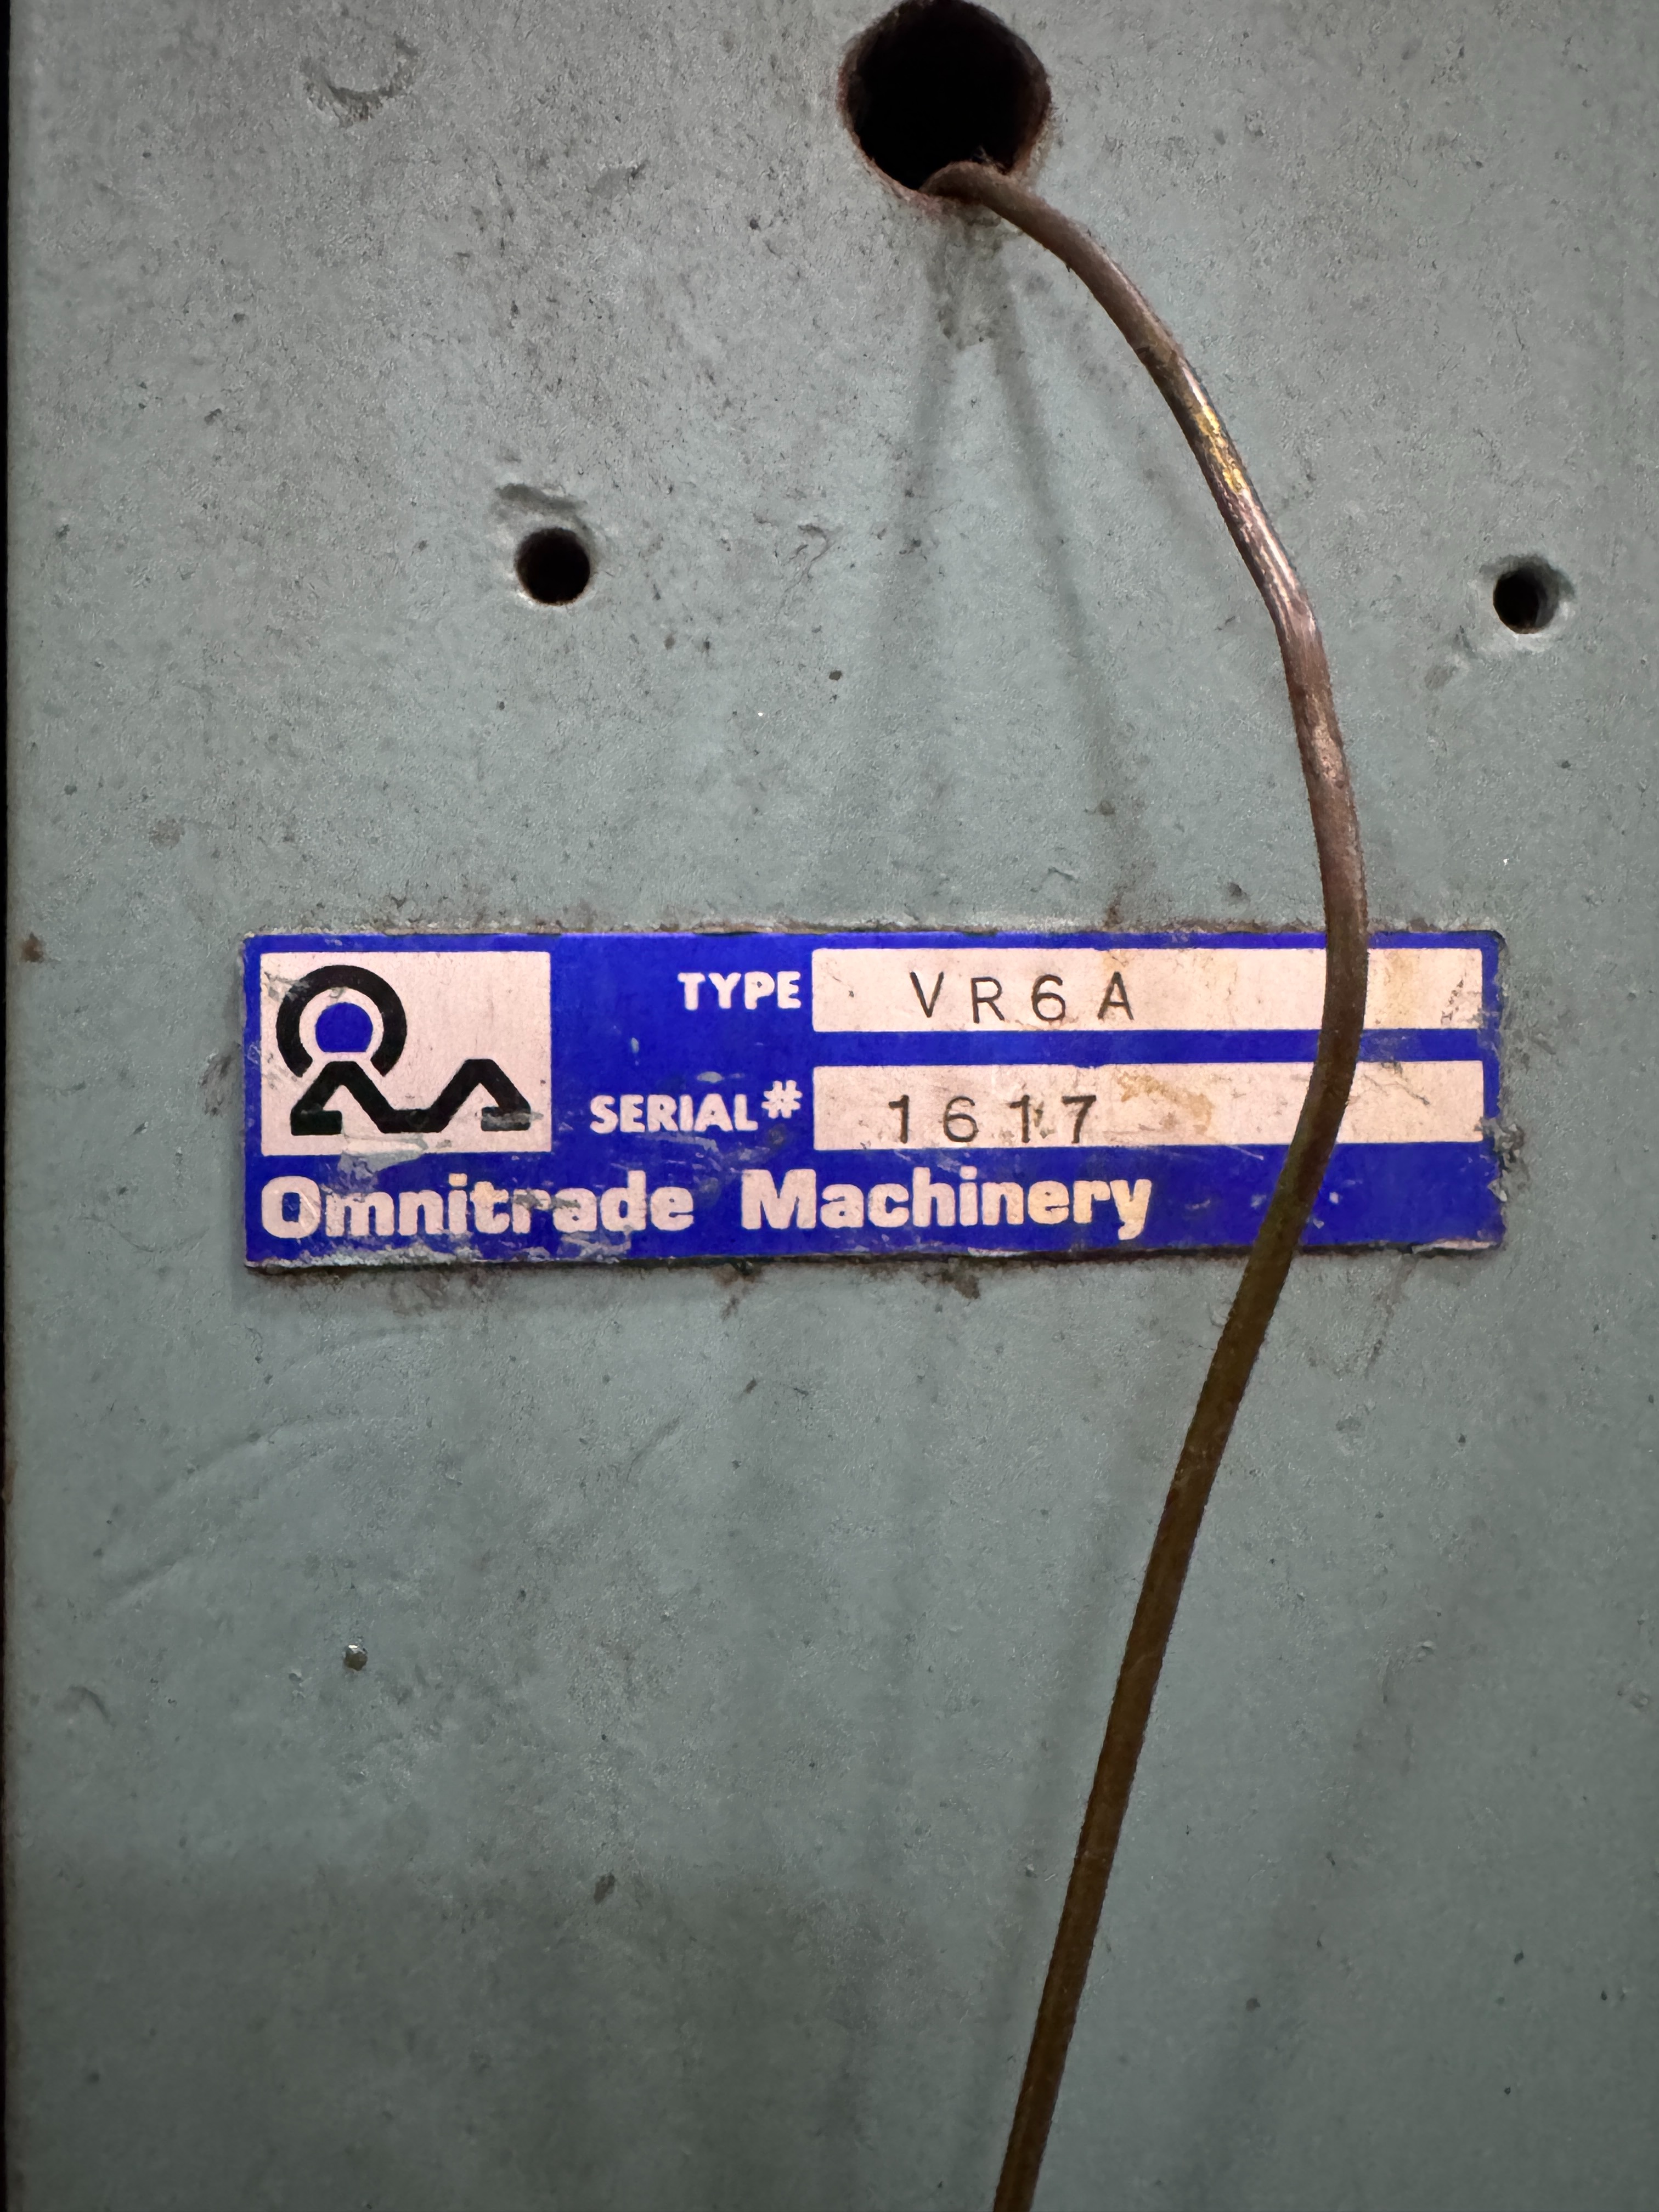 TYPE VR6A
SERIAL# 1617
Omnitrade Machinery